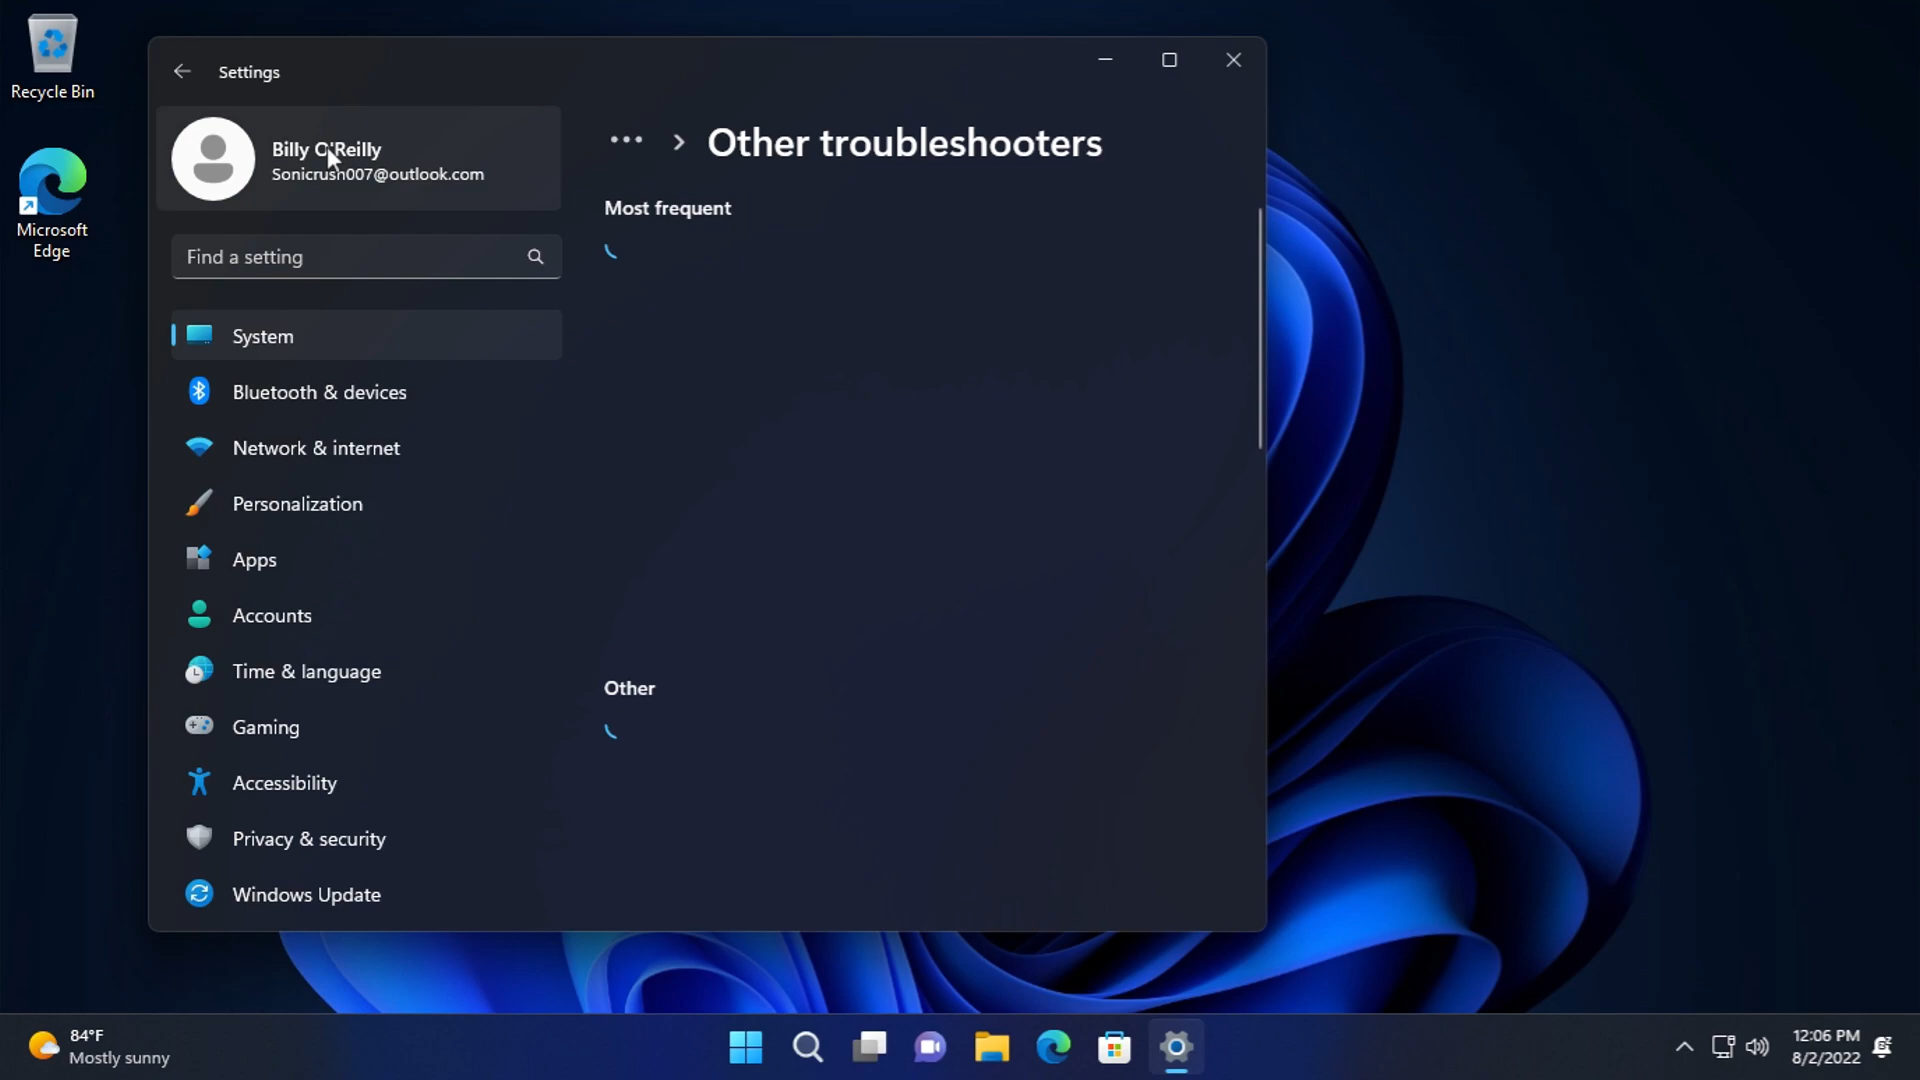 Recycle Bin
Microsoft
Edge
Settings
Billy O'Reilly
Sonicrush007@outlook.com
Find a setting
System
Bluetooth & devices
Network & internet
Personalization
Apps
Accounts
Time & language
Gaming
Accessibility
Privacy & security
Windows Update
Other troubleshooters
Most frequent
Other
84°F
Mostly sunny
12:06 PM
8/2/2022